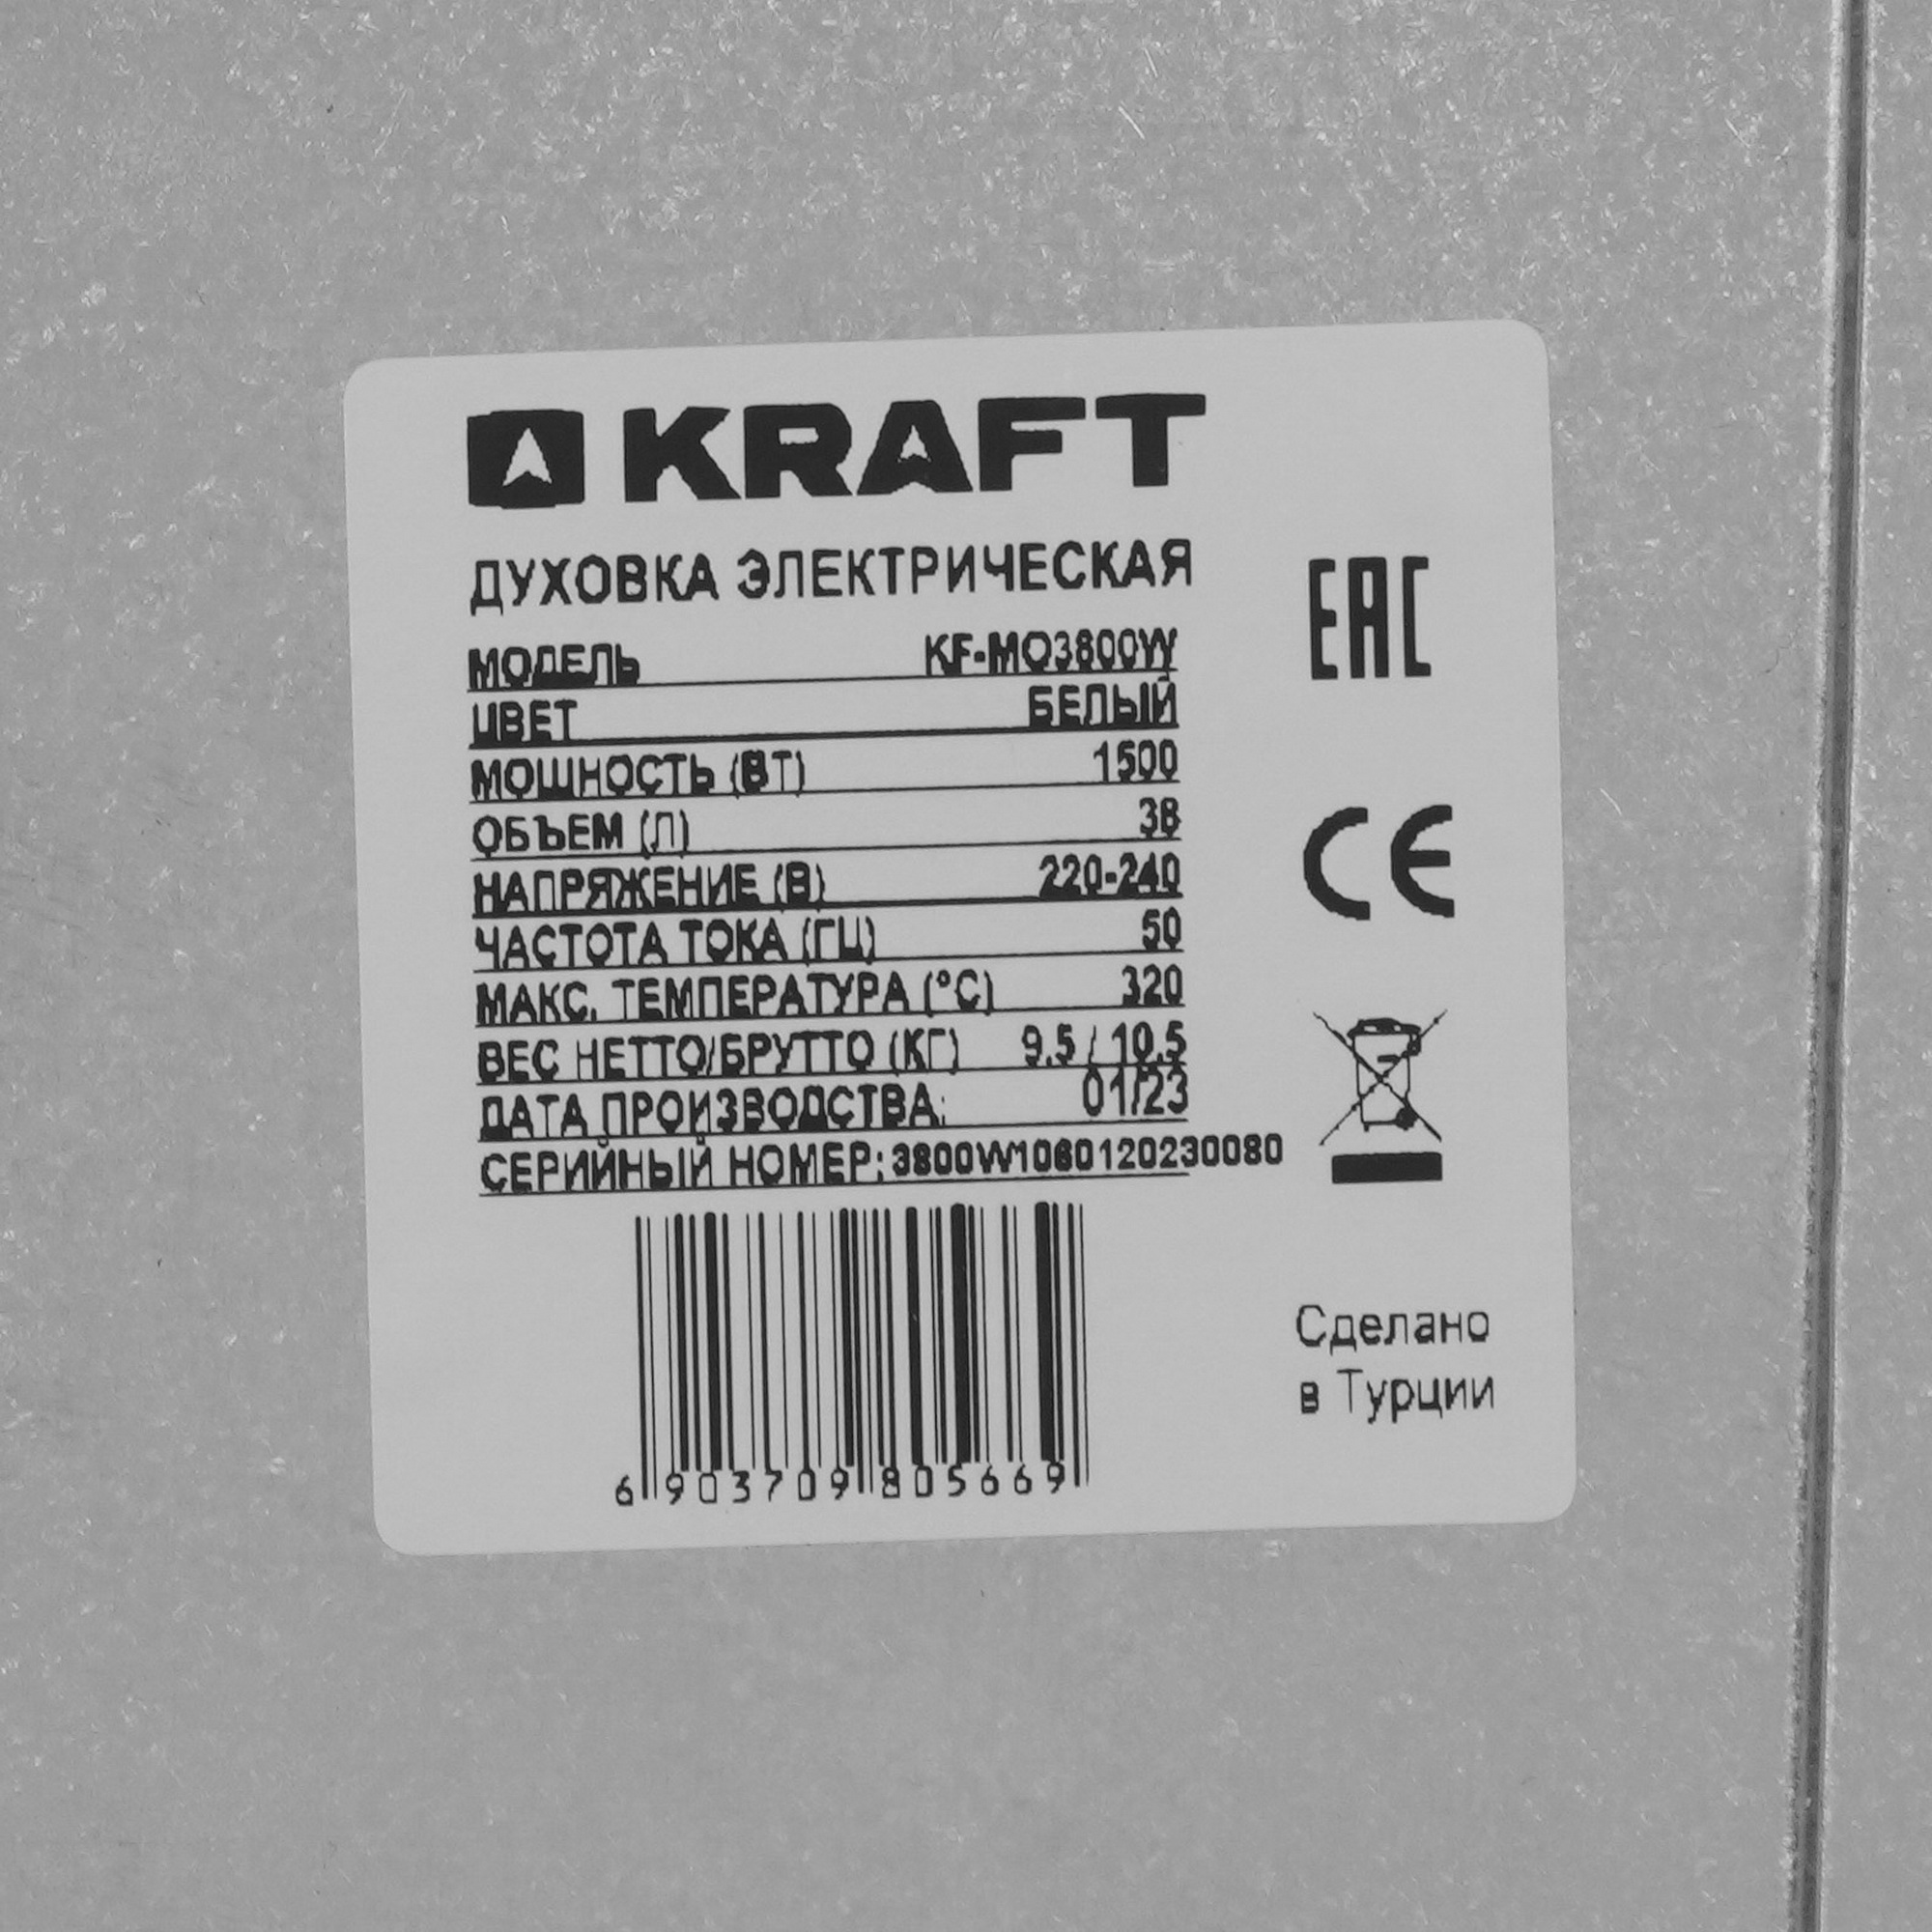 KRAFT
ДУХОВКА ЭЛЕКТРИЧЕСКАЯ
МОДЕЛЬ KF-MO3800W
ЦВЕТ БЕЛЫЙ
МОЩНОСТЬ (ВТ) 1500
ОБЪЕМ (Л) 38
НАПРЯЖЕНИЕ (В) 220-240
ЧАСТОТА ТОКА (ГЦ) 50
МАКС. ТЕМПЕРАТУРА (°С) 320
ВЕС НЕТТО/БРУТТО (КГ) 9.5 / 10.5
ДАТА ПРОИЗВОДСТВА: 01/23
СЕРИЙНЫЙ НОМЕР: 3800W1060120230080
6 903709 805669
EAC
CE
Сделано
в Турции